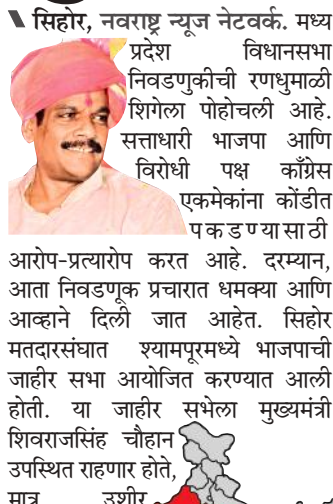 सिहोर, नवराष्ट्र न्यूज नेटवर्क. मध्य
प्रदेश विधानसभा
निवडणुकीची रणधुमाळी
शिगेला पोहोचली आहे.
सत्ताधारी भाजपा आणि
विरोधी पक्ष काँग्रेस
एकमेकांना कोंडीत
पकडण्यासाठी
आरोप-प्रत्यारोप करत आहे. दरम्यान,
आता निवडणूक प्रचारात धमक्या आणि
आव्हाने दिली जात आहेत. सिहोर
मतदारसंघात श्यामपूरमध्ये भाजपाची
जाहीर सभा आयोजित करण्यात आली
होती. या जाहीर सभेला मुख्यमंत्री
शिवराजसिंह चौहान
उपस्थित राहणार होते,
मात्र उशीर